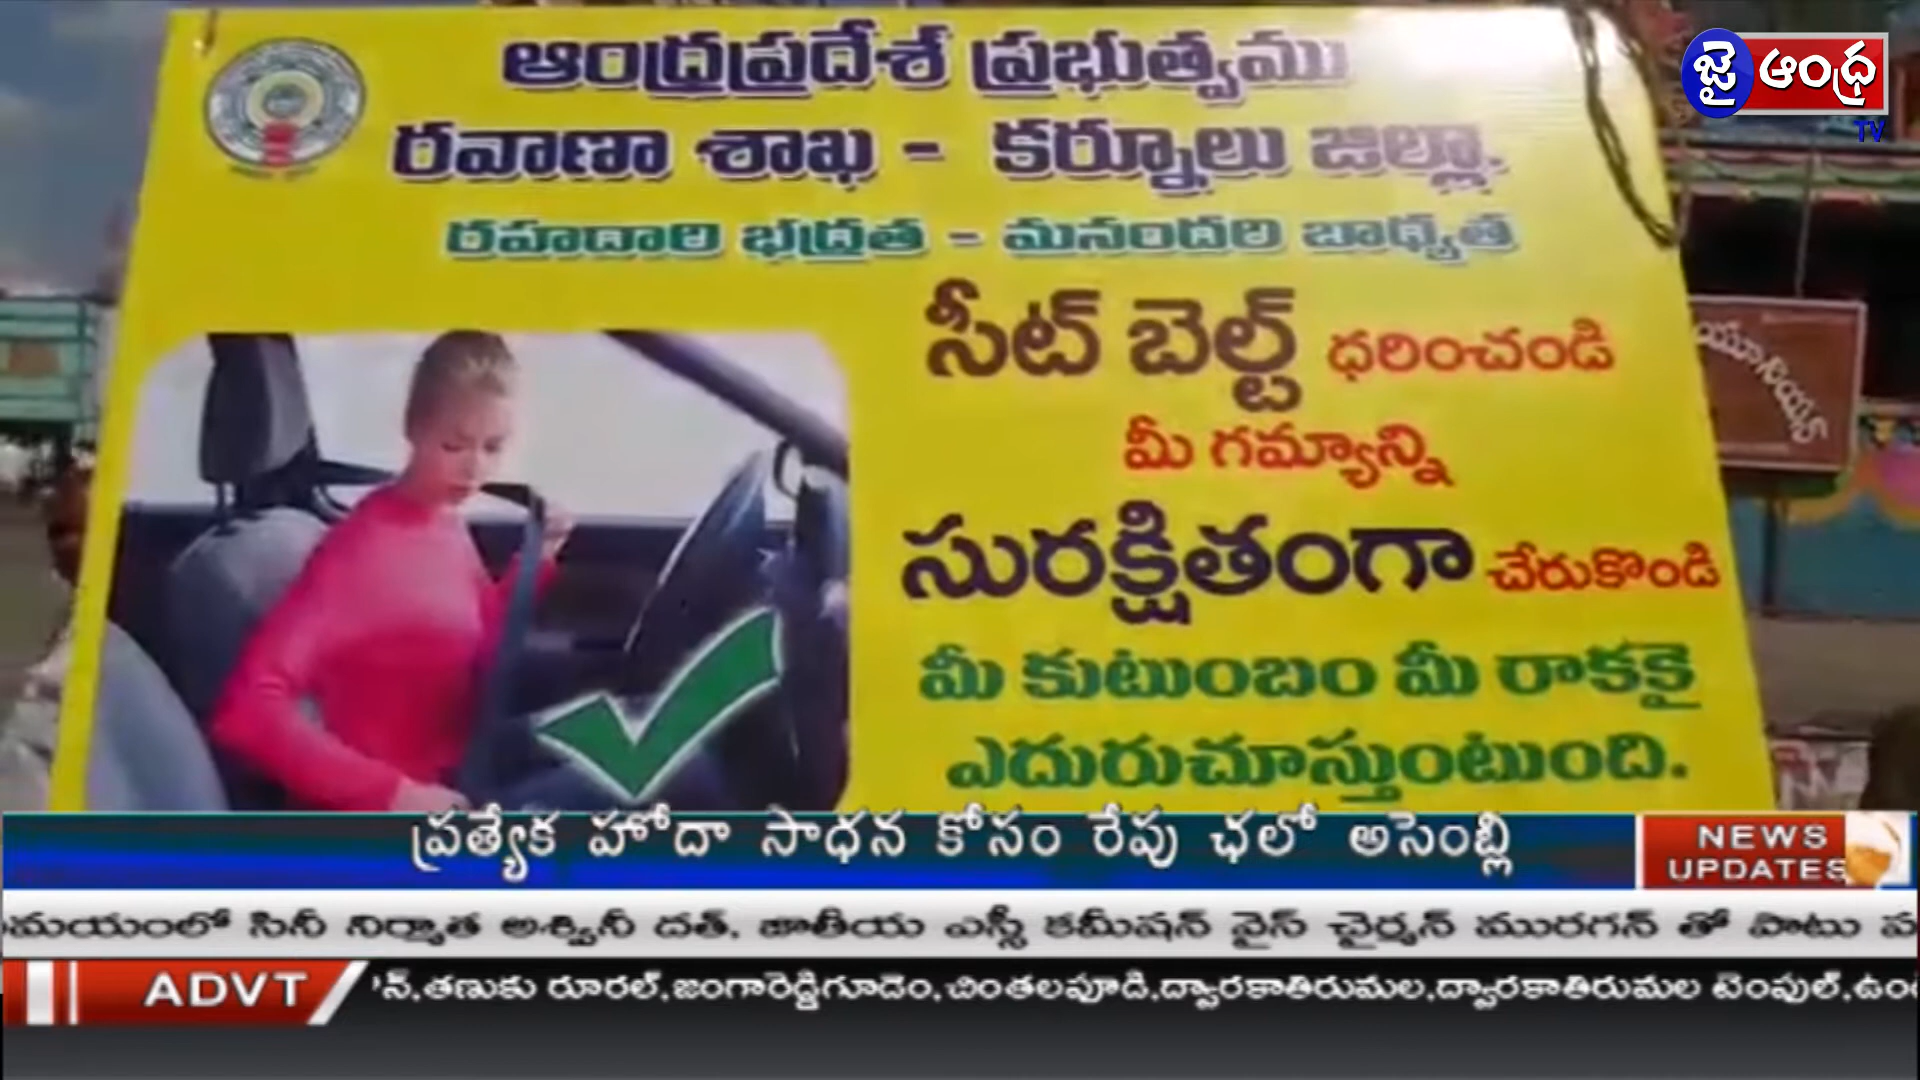 ఆంధ్రప్రదేశ్ ప్రభుత్వము
జై ఆంధ్ర
TV
రవాణా శాఖ - కర్నూలు జిల్లా.
రహదారి భద్రత - మనందరి బాధ్యత
సీట్ బెల్ట్ ధరించండి
మీ గమ్యాన్ని
సురక్షితంగా చేరుకొండి
మీ కుటుంబం మీ రాకకై
ఎదురుచూస్తుంటుంది.
ప్రత్యేక హోదా సాధన కోసం రేపు ఛలో అసెంబ్లీ
NEWS
UPDATES
మయంలో సినీ నిర్మాత అశ్వినీ దత్, జాతీయ ఎస్సీ కమీషన్ వైస్ చైర్మన్ మురగన్ తో పాటు
ADVT
న్,తణుకు రూరల్,జంగారెడ్డిగూడెం,చింతలపూడి,ద్వారకాతిరుమల,ద్వారకాతిరుమల టెంపుల్,ఉం